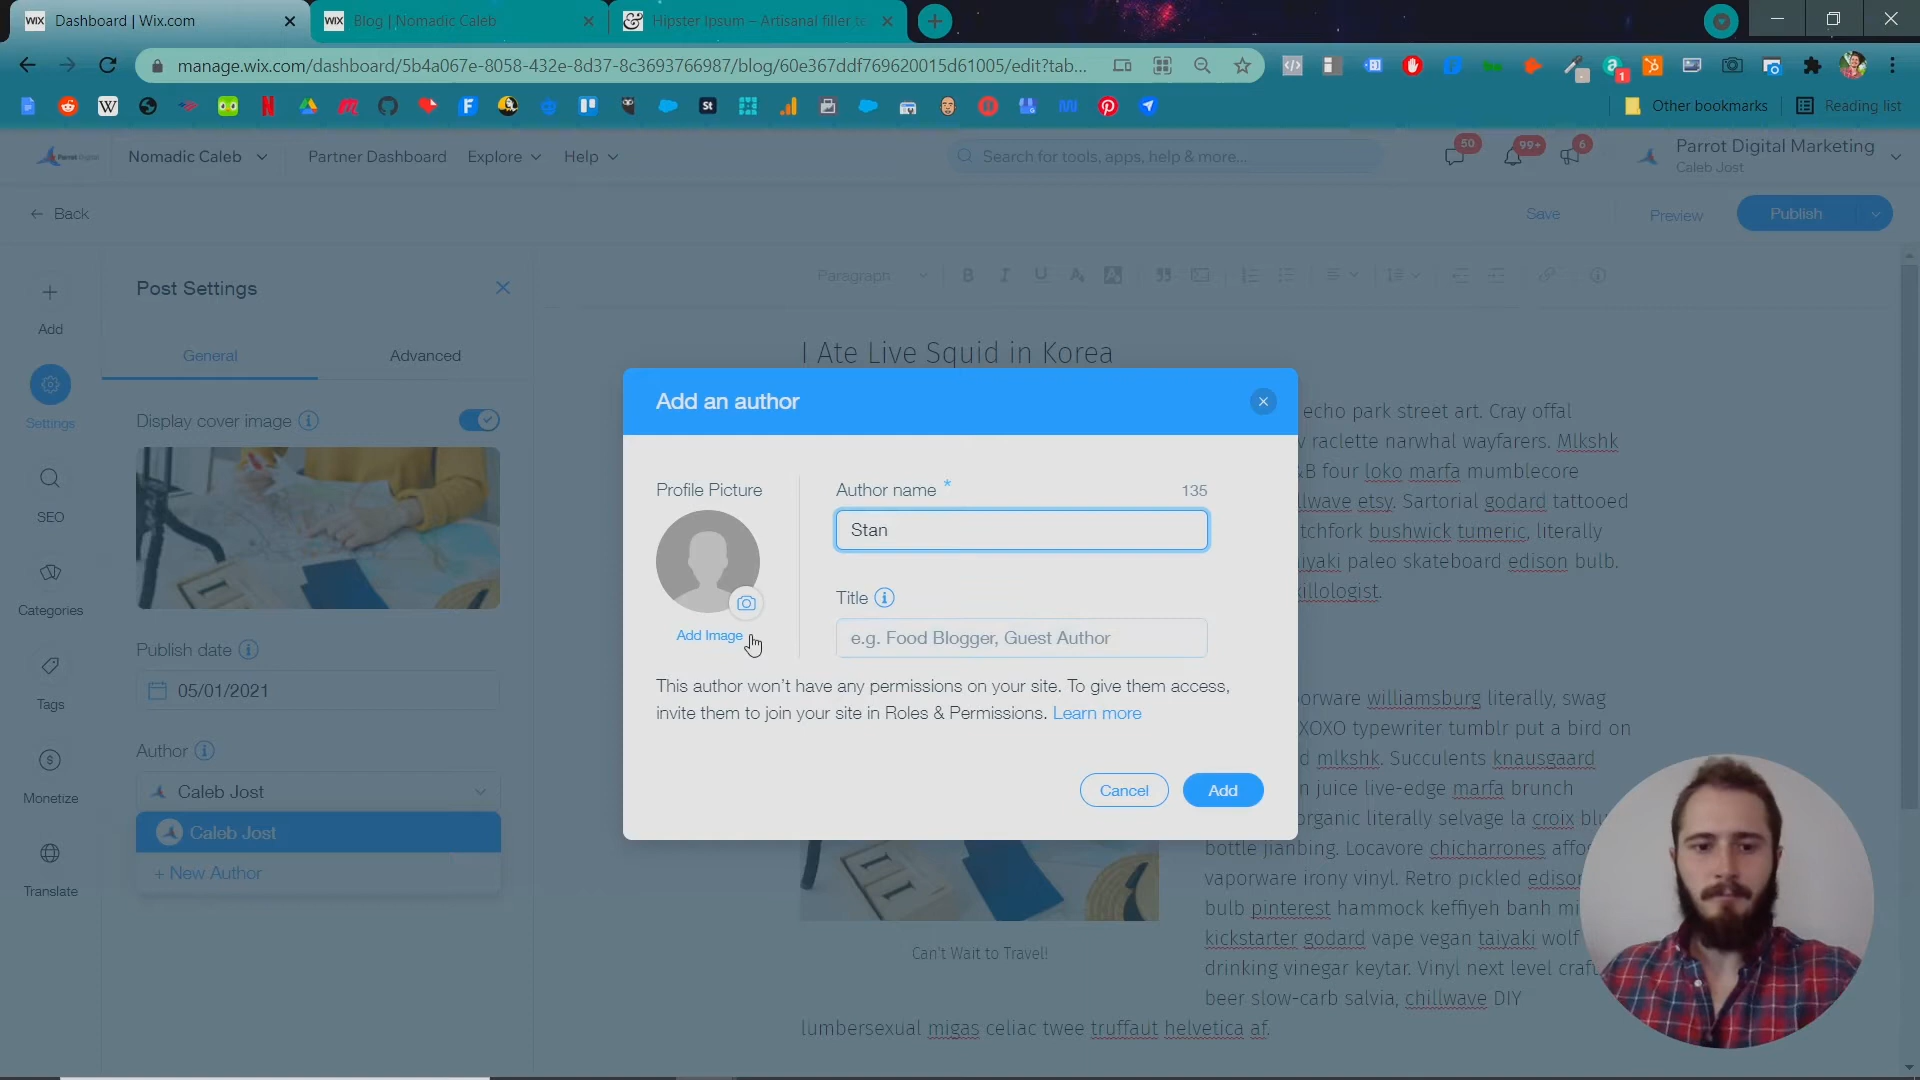 Dashboard | Wix.com
Blog | Nomadic Caleb
Hipster Ipsum – Artisanal filler te
manage.wix.com/dashboard/5b4a067e-8058-432e-8d37-8c3693766987/blog/60e367ddf769620015d61005/edit?tab...
Other bookmarks
Reading list
Nomadic Caleb
Partner Dashboard
Explore
Help
Search for tools, apps, help & more...
50
99+
6
Parrot Digital Marketing
Caleb Jost
Back
Save
Preview
Publish
Add
Settings
SEO
Categories
Tags
Monetize
Translate
Post Settings
General
Advanced
Display cover image
Publish date
05/01/2021
Author
Caleb Jost
Caleb Jost
+ New Author
Paragraph
I Ate Live Squid in Korea
Add an author
Profile Picture
Add Image
Author name *
135
Stan
Title
e.g. Food Blogger, Guest Author
This author won't have any permissions on your site. To give them access,
invite them to join your site in Roles & Permissions. Learn more
Cancel
Add
echo park street art. Cray offal
raclette narwhal wayfarers. Mlkshk
four loko marfa mumblecore
etsy. Sartorial godard tattooed
bushwick tumeric, literally
paleo skateboard edison bulb.
williamsburg literally, swag
XOXO typewriter tumblr put a bird on
mlkshk. Succulents knausgaard
juice live-edge marfa brunch
organic literally selvage la croix
bottle jianbing. Locavore chicharrones
vaporware irony vinyl. Retro pickled
bulb pinterest hammock keffiyeh banh mi
kickstarter godard vape vegan taiyaki wolf
drinking vinegar keytar. Vinyl next level
beer slow-carb salvia, chillwave DIY
lumbersexual migas celiac twee truffaut helvetica af.
Can't Wait to Travel!